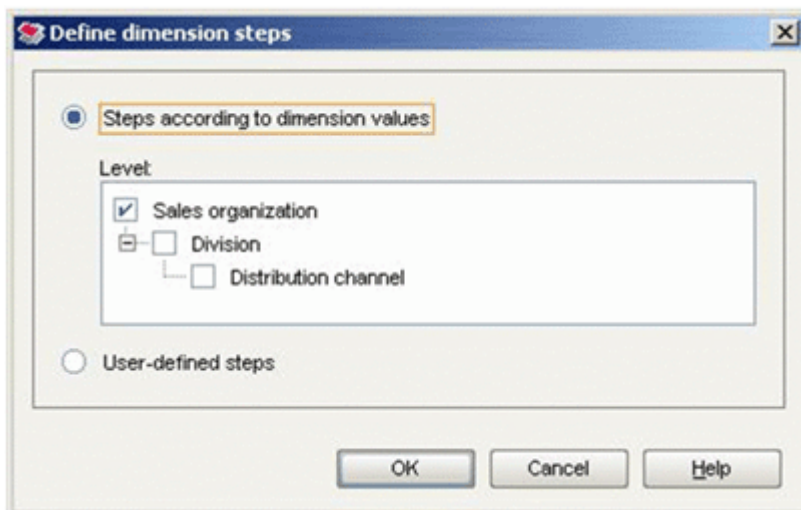 Define dimension steps
Steps according to dimension values
Level:
Sales organization
Division
Distribution channel
User-defined steps
OK Cancel Help